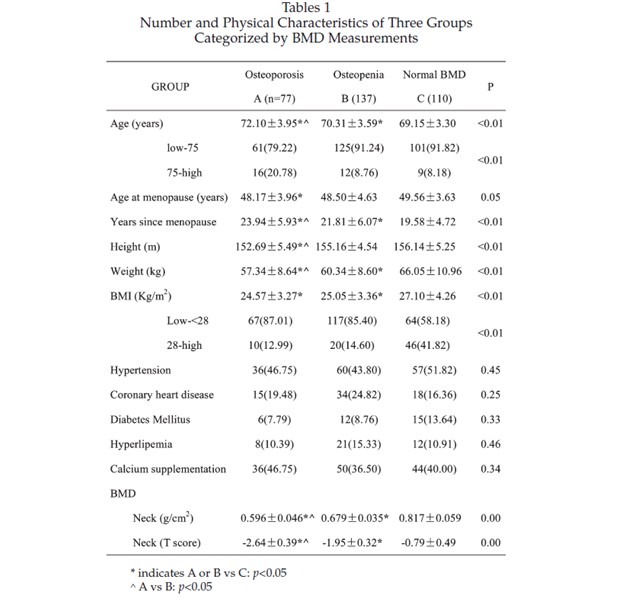 Tables 1
Number and Physical Characteristics of Three Groups
Categorized by BMD Measurements
GROUP Osteoporosis Osteopenia Normal BMD P
A (n=77) B (137) C (110)
Age (years) 72.10±3.95*^ 70.31±3.59* 69.15±3.30 <0.01
low-75 61(79.22) 125(91.24) 101(91.82) <0.01
75-high 16(20.78) 12(8.76) 9(8.18)
Age at menopause (years) 48.17±3.96* 48.50±4.63 49.56±3.63 0.05
Years since menopause 23.94±5.93*^ 21.81±6.07* 19.58±4.72 <0.01
Height (m) 152.69±5.49*^ 155.16±4.54 156.14±5.25 <0.01
Weight (kg) 57.34±8.64*^ 60.34±8.60* 66.05±10.96 <0.01
BMI (Kg/m²) 24.57±3.27* 25.05±3.36* 27.10±4.26 <0.01
Low-<28 67(87.01) 117(85.40) 64(58.18) <0.01
28-high 10(12.99) 20(14.60) 46(41.82)
Hypertension 36(46.75) 60(43.80) 57(51.82) 0.45
Coronary heart disease 15(19.48) 34(24.82) 18(16.36) 0.25
Diabetes Mellitus 6(7.79) 12(8.76) 15(13.64) 0.33
Hyperlipemia 8(10.39) 21(15.33) 12(10.91) 0.46
Calcium supplementation 36(46.75) 50(36.50) 44(40.00) 0.34
BMD
Neck (g/cm²) 0.596±0.046*^ 0.679±0.035* 0.817±0.059 0.00
Neck (T score) -2.64±0.39*^ -1.95±0.32* -0.79±0.49 0.00
* indicates A or B vs C: p<0.05
^ A vs B: p<0.05